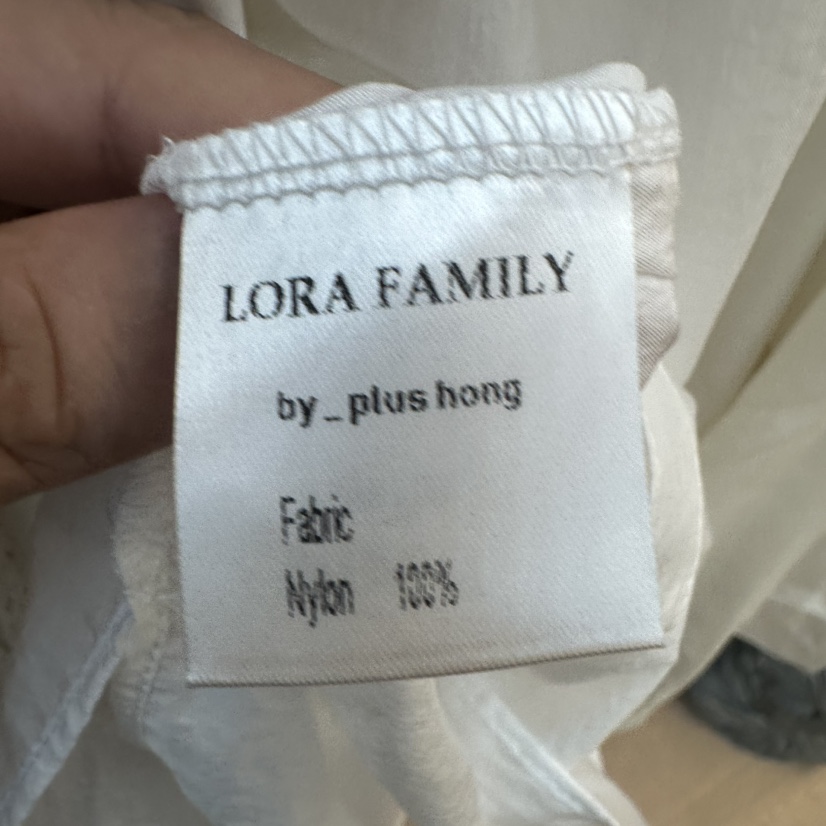 LORA FAMILY
by_plus hong
Fabric
Nylon 100%